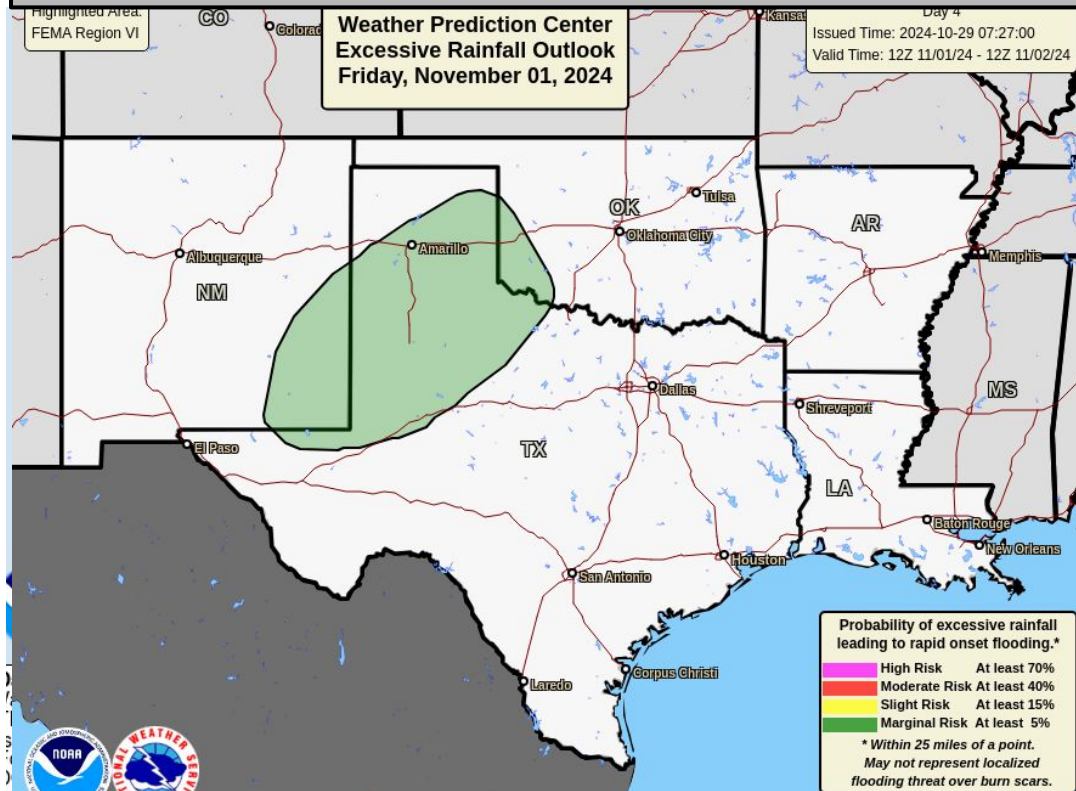 Highlighted Area:
FEMA Region VI
Weather Prediction Center
Excessive Rainfall Outlook
Friday, November 01, 2024
Day 4
Issued Time: 2024-10-29 07:27:00
Valid Time: 12Z 11/01/24 - 12Z 11/02/24
CO
Colorad
Kansas
Tulsa
OK
Oklahoma City
AR
Amarillo
Albuquerque
Memphis
NM
Dallas
MS
Shreveport
El Paso
TX
LA
Baton Rouge
New Orleans
Houston
San Antonio
Corpus Christi
Laredo
Probability of excessive rainfall
leading to rapid onset flooding.*
High Risk At least 70%
Moderate Risk At least 40%
Slight Risk At least 15%
Marginal Risk At least 5%
* Within 25 miles of a point.
May not represent localized
flooding threat over burn scars.
NOAA